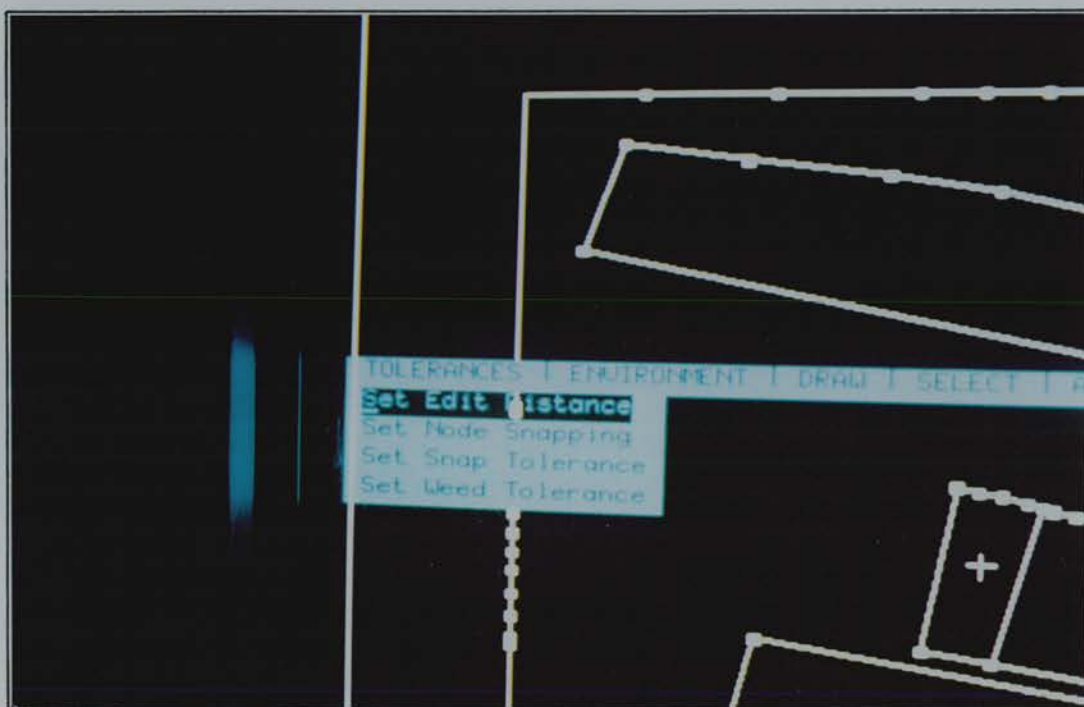 TOLERANCES | ENVIRONMENT | DRAW | SELECT |
Set Edit Distance
Set Node Snapping
Set Snap Tolerance
Set Weed Tolerance